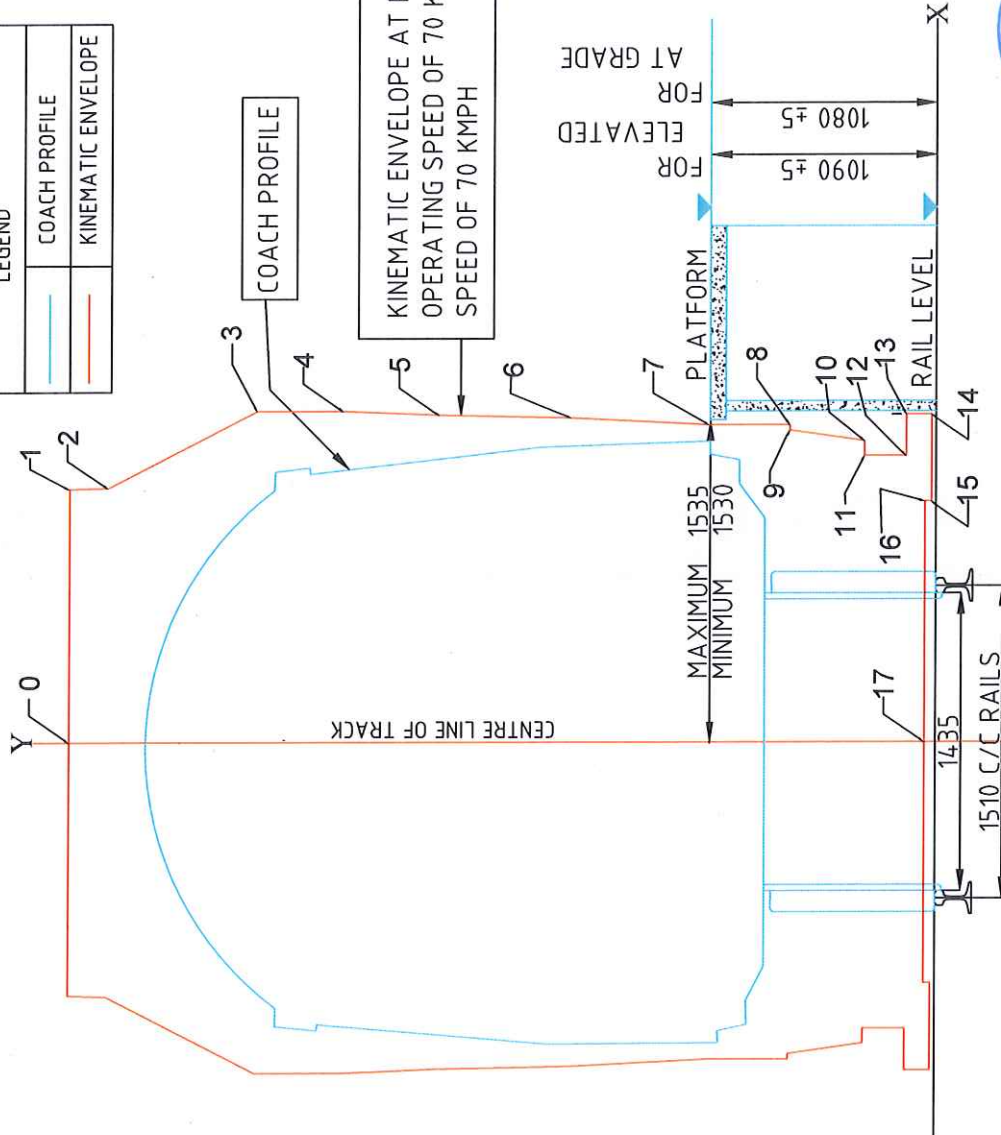 LEGEND
COACH PROFILE
KINEMATIC ENVELOPE
Y
0
1
2
3
4
5
6
7
8
9
10
11
12
13
14
15
16
17
COACH PROFILE
KINEMATIC ENVELOPE AT
OPERATING SPEED OF 70
SPEED OF 70 KMPH
CENTRE LINE OF TRACK
MAXIMUM 1535
MINIMUM 1530
PLATFORM
RAIL LEVEL
FOR ELEVATED
FOR AT GRADE
1090 ±5
1080 ±5
X
1435
1510 C/C RAILS